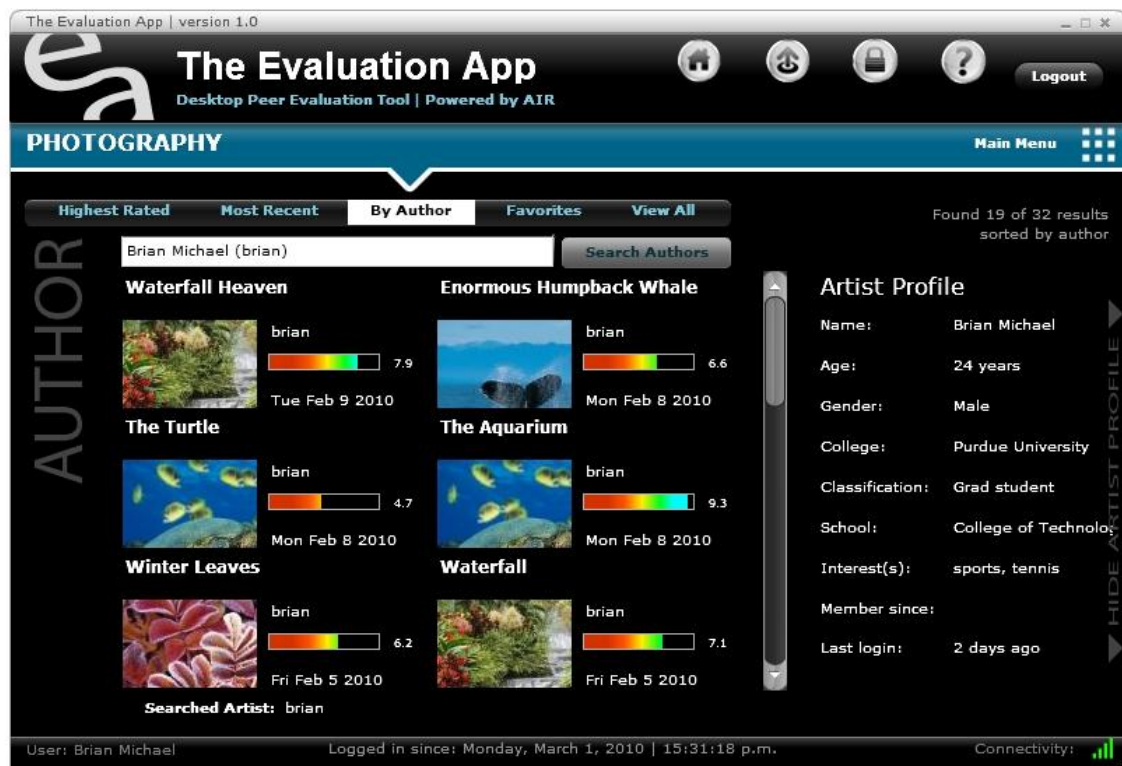 The Evaluation App | version 1.0
ea
The Evaluation App
Desktop Peer Evaluation Tool | Powered by AIR
?
Logout
PHOTOGRAPHY
Main Menu
Highest Rated
Most Recent
By Author
Favorites
View All
Found 19 of 32 results
sorted by author
AUTHOR
Brian Michael (brian)
Search Authors
Waterfall Heaven
brian
7.9
Tue Feb 9 2010
Enormous Humpback Whale
brian
6.6
Mon Feb 8 2010
The Turtle
brian
4.7
Mon Feb 8 2010
The Aquarium
brian
9.3
Mon Feb 8 2010
Winter Leaves
brian
6.2
Fri Feb 5 2010
Waterfall
brian
7.1
Fri Feb 5 2010
Searched Artist: brian
Artist Profile
Name: Brian Michael
Age: 24 years
Gender: Male
College: Purdue University
Classification: Grad student
School: College of Technolog
Interest(s): sports, tennis
Member since:
Last login: 2 days ago
HIDE ARTIST PROFILE
User: Brian Michael
Logged in since: Monday, March 1, 2010 | 15:31:18 p.m.
Connectivity: